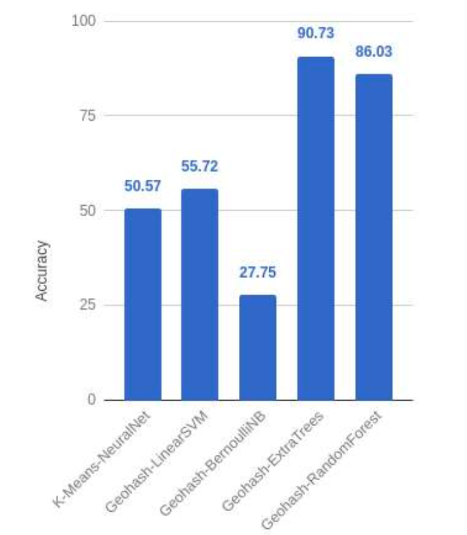 100
75
50
25
0
Accuracy
50.57
55.72
27.75
90.73
86.03
K-Means-NeuralNet
Geohash-LinearSVM
Geohash-BernoulliNB
Geohash-ExtraTrees
Geohash-RandomForest